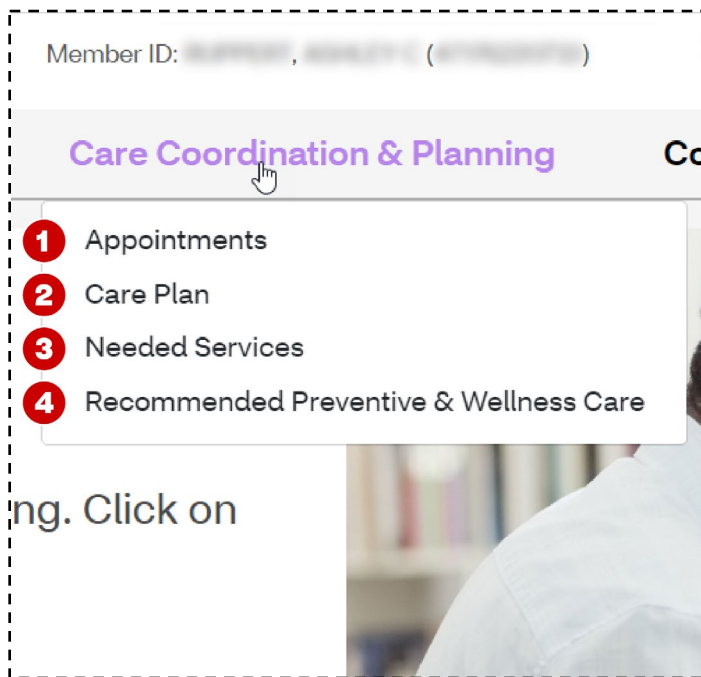 Member ID: , ( )
Care Coordination & Planning Co
1 Appointments
2 Care Plan
3 Needed Services
4 Recommended Preventive & Wellness Care
ng. Click on